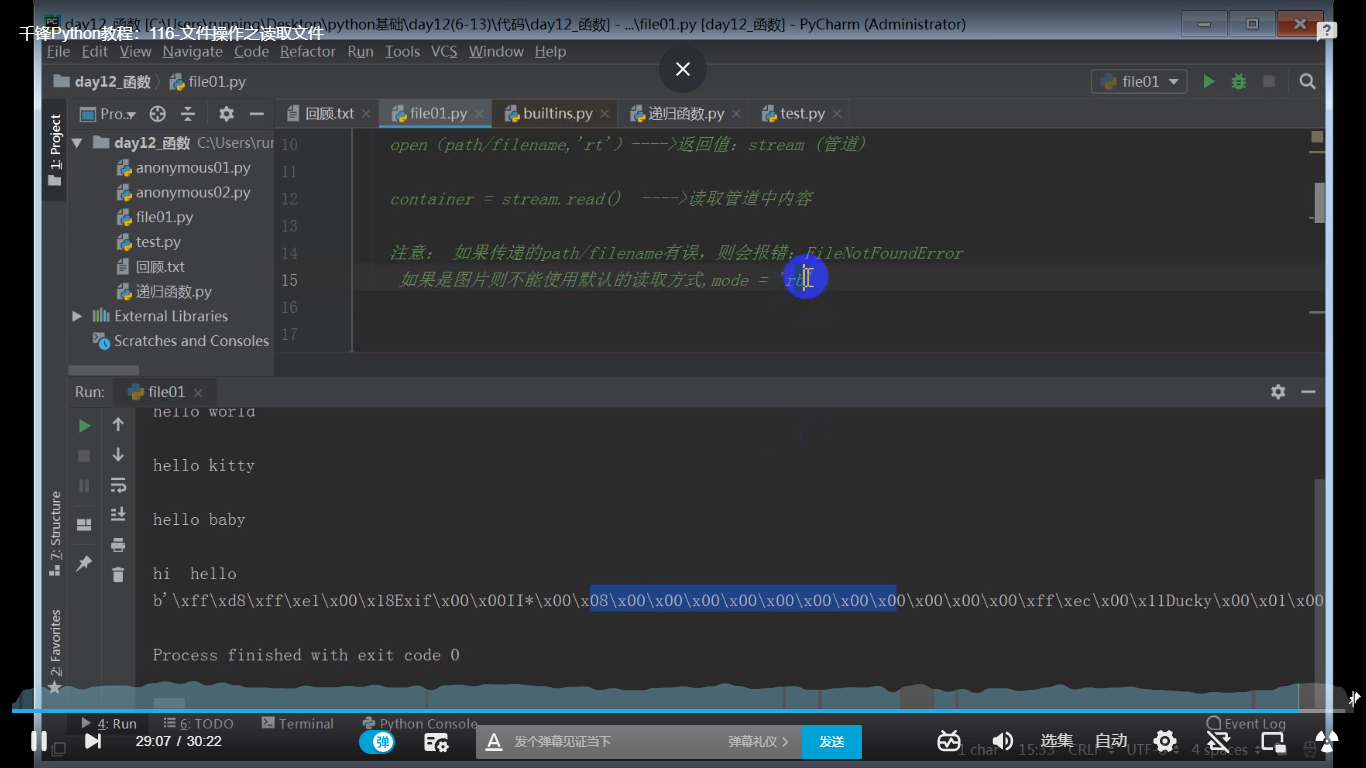 day12_函数 [C:\Users\running\Desktop\python基础\day12(6-13)\代码\day12_函数] - ...\file01.py [day12_函数] - PyCharm (Administrator)
千锋Python教程：116-文件操作之读取文件
File Edit View Navigate Code Refactor Run Tools VCS Window Help
day12_函数 file01.py file01
1: Project
Pro... 回顾.txt file01.py builtins.py 递归函数.py test.py
day12_函数 C:\Users\run
anonymous01.py
anonymous02.py
file01.py
test.py
回顾.txt
递归函数.py
External Libraries
Scratches and Consoles
10 open（path/filename,'rt'）---->返回值：stream（管道）
11
12 container = stream.read() ---->读取管道中内容
13
14 注意： 如果传递的path/filename有误，则会报错：FileNotFoundError
15 如果是图片则不能使用默认的读取方式,mode = 'rb
16
17
Run: file01
hello world
hello kitty
hello baby
hi  hello
b'\xff\xd8\xff\xe1\x00\x18Exif\x00\x00II*\x00\x08\x00\x00\x00\x00\x00\x00\x00\x00\x00\x00\x00\xff\xec\x00\x11Ducky\x00\x01\x00
Process finished with exit code 0
7: Structure
2: Favorites
4: Run 6: TODO Terminal Python Console Event Log
29:07 / 30:22 弹 发个弹幕见证当下 弹幕礼仪 > 发送 选集 自动
1 char 15:35 CRLF UTF-8 4 spaces